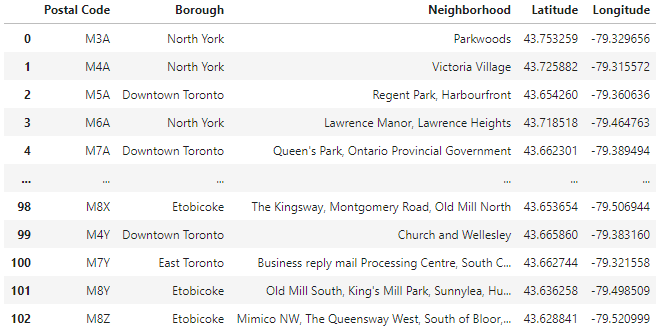 Postal Code Borough Neighborhood Latitude Longitude
0 M3A North York Parkwoods 43.753259 -79.329656
1 M4A North York Victoria Village 43.725882 -79.315572
2 M5A Downtown Toronto Regent Park, Harbourfront 43.654260 -79.360636
3 M6A North York Lawrence Manor, Lawrence Heights 43.718518 -79.464763
4 M7A Downtown Toronto Queen's Park, Ontario Provincial Government 43.662301 -79.389494
... ... ... ... ... ...
98 M8X Etobicoke The Kingsway, Montgomery Road, Old Mill North 43.653654 -79.506944
99 M4Y Downtown Toronto Church and Wellesley 43.665860 -79.383160
100 M7Y East Toronto Business reply mail Processing Centre, South C... 43.662744 -79.321558
101 M8Y Etobicoke Old Mill South, King's Mill Park, Sunnylea, Hu... 43.636258 -79.498509
102 M8Z Etobicoke Mimico NW, The Queensway West, South of Bloor,... 43.628841 -79.520999